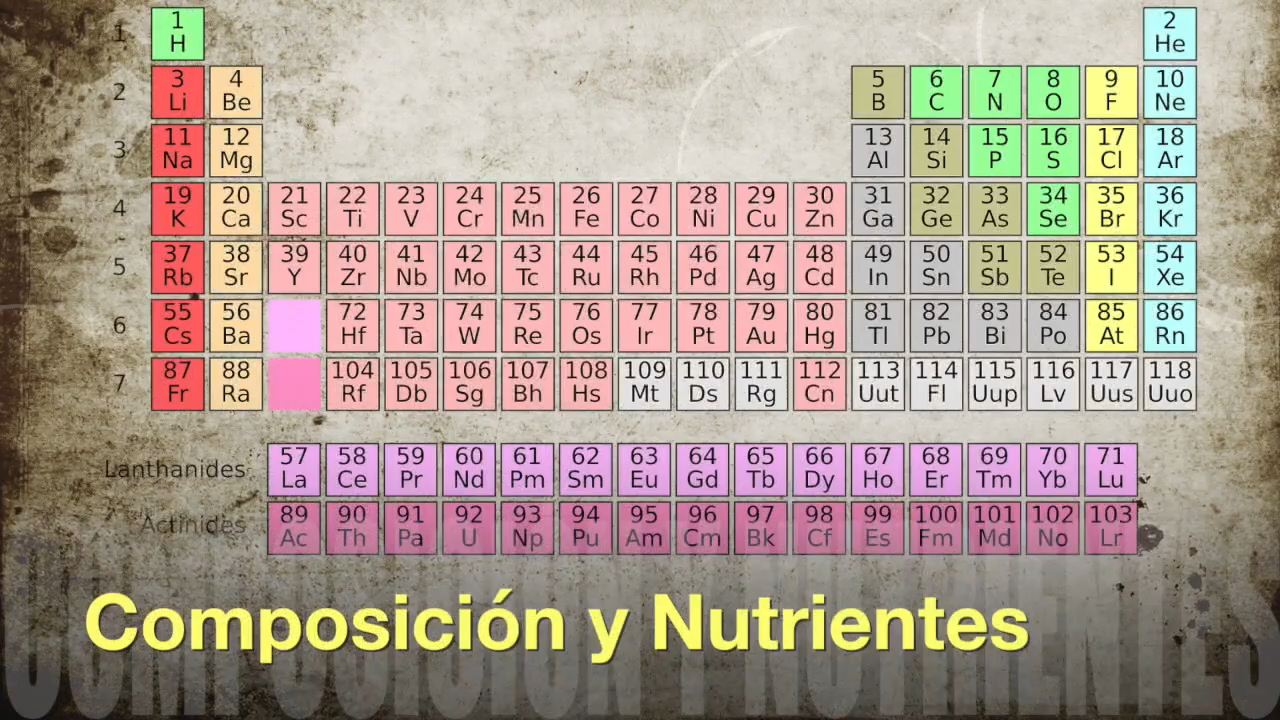 1 2
1 H He
3 4 5 6 7 8 9 10
2 Li Be B C N O F Ne
11 12 13 14 15 16 17 18
3 Na Mg Al Si P S Cl Ar
19 20 21 22 23 24 25 26 27 28 29 30 31 32 33 34 35 36
4 K Ca Sc Ti V Cr Mn Fe Co Ni Cu Zn Ga Ge As Se Br Kr
37 38 39 40 41 42 43 44 45 46 47 48 49 50 51 52 53 54
5 Rb Sr Y Zr Nb Mo Tc Ru Rh Pd Ag Cd In Sn Sb Te I Xe
55 56 72 73 74 75 76 77 78 79 80 81 82 83 84 85 86
6 Cs Ba Hf Ta W Re Os Ir Pt Au Hg Tl Pb Bi Po At Rn
87 88 104 105 106 107 108 109 110 111 112 113 114 115 116 117 118
7 Fr Ra Rf Db Sg Bh Hs Mt Ds Rg Cn Uut Fl Uup Lv Uus Uuo
57 58 59 60 61 62 63 64 65 66 67 68 69 70 71
Lanthanides La Ce Pr Nd Pm Sm Eu Gd Tb Dy Ho Er Tm Yb Lu
89 90 91 92 93 94 95 96 97 98 99 100 101 102 103
Actinides Ac Th Pa U Np Pu Am Cm Bk Cf Es Fm Md No Lr
COMPOSICIÓN Y NUTRIENTES
Composición y Nutrientes